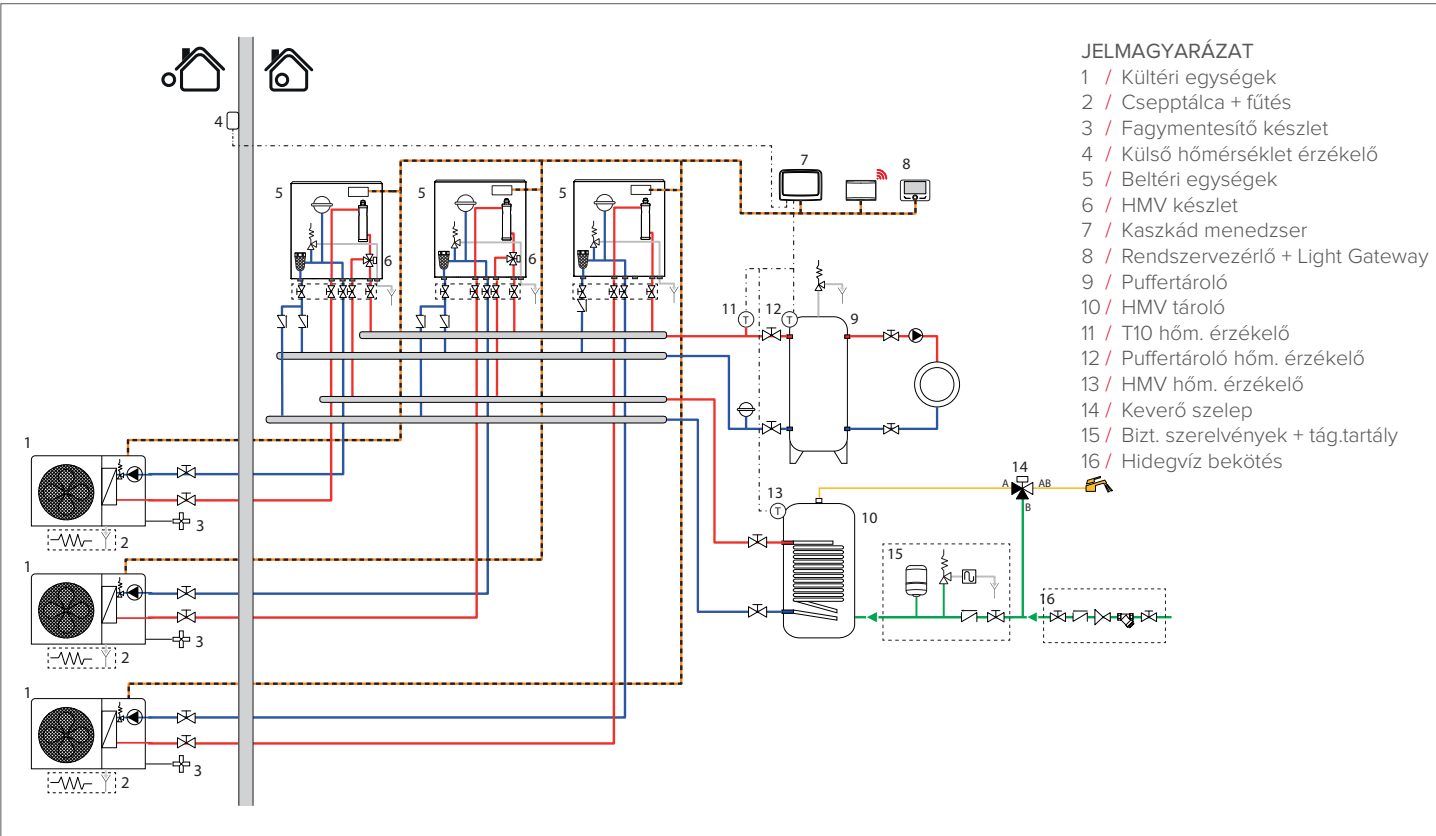 JELMAGYARÁZAT
1 / Kültéri egységek
2 / Csepptálca + fűtés
3 / Fagymentesítő készlet
4 / Külső hőmérséklet érzékelő
5 / Beltéri egységek
6 / HMV készlet
7 / Kaszkád menedzser
8 / Rendszervezérlő + Light Gateway
9 / Puffertároló
10 / HMV tároló
11 / T10 hőm. érzékelő
12 / Puffertároló hőm. érzékelő
13 / HMV hőm. érzékelő
14 / Keverő szelep
15 / Bizt. szerelvények + tág.tartály
16 / Hidegvíz bekötés
4
7
8
5
5
5
6
6
11
T
12
T
9
1
3
2
13
T
10
14
A
AB
B
15
16
1
3
2
1
3
2